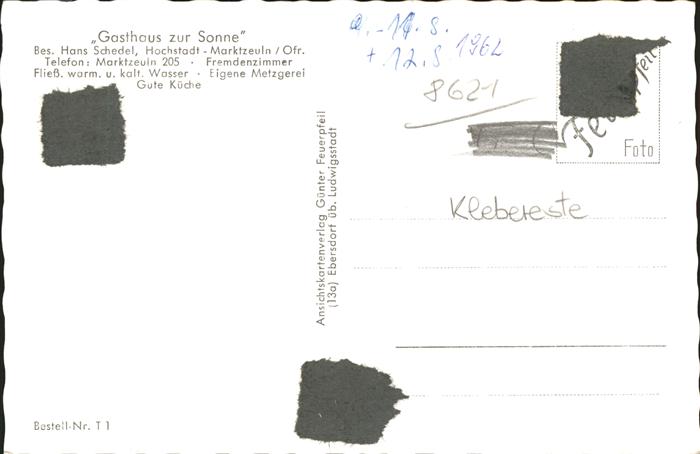 „Gasthaus zur Sonne”
Bes. Hans Schedel, Hochstadt - Marktzeuln / Ofr.
Telefon: Marktzeuln 205 · Fremdenzimmer
Fließ. warm. u. kalt. Wasser · Eigene Metzgerei
Gute Küche
+ 12.9 1962
8621
Foto
Klebereste
Ansichtskartenverlag Günter Feuerpfeil
(13a) Ebersdorf üb. Ludwigsstadt
Bestell-Nr. T 1